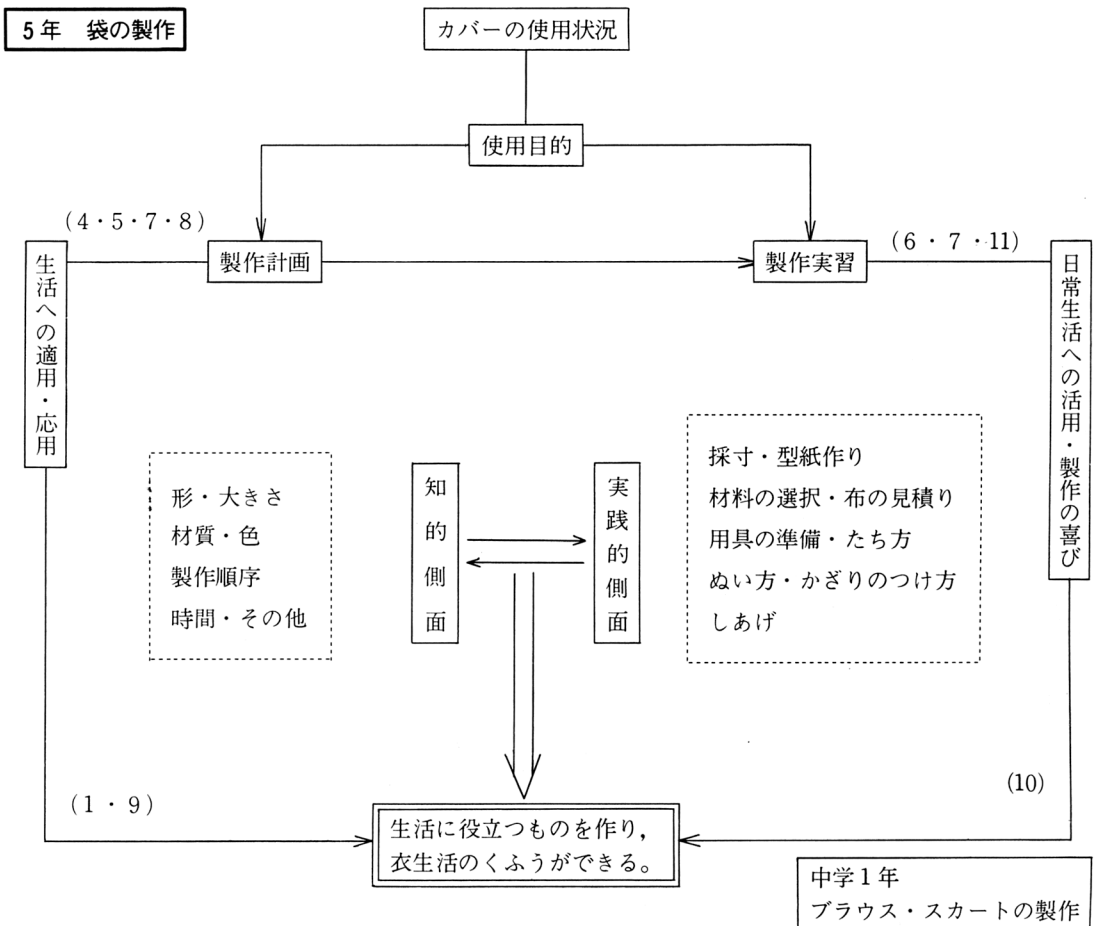 5年　袋の製作
カバーの使用状況
使用目的
(4・5・7・8)
製作計画
製作実習
(6・7・11)
生活への適用・応用
日常生活への活用・製作の喜び
形・大きさ
材質・色
製作順序
時間・その他
知的側面
実践的側面
採寸・型紙作り
材料の選択・布の見積り
用具の準備・たち方
ぬい方・かざりのつけ方
しあげ
(1・9)
(10)
生活に役立つものを作り，
衣生活のくふうができる。
中学1年
ブラウス・スカートの製作